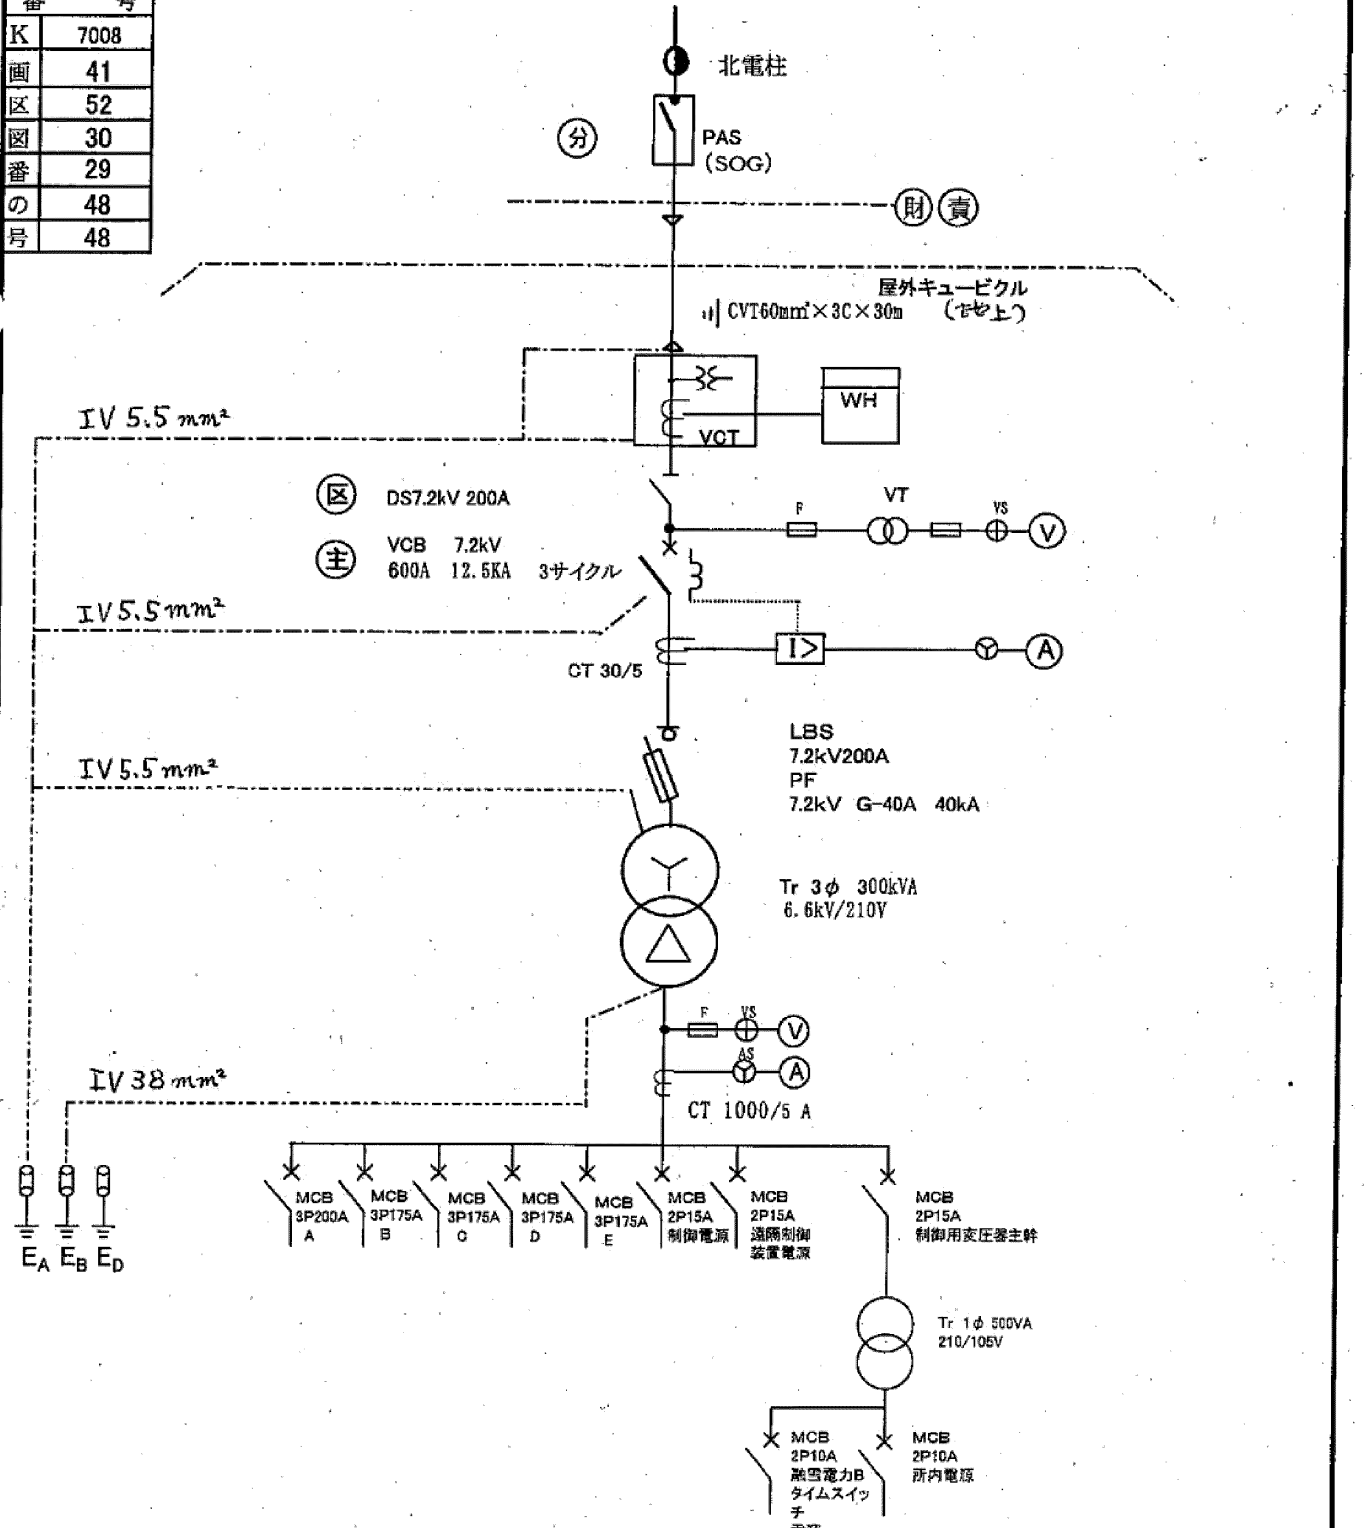 番 号
K 7008
画 41
区 52
図 30
番 29
の 48
号 48
北電柱
分
PAS
(SOG)
財 責
屋外キュービクル
(地上)
CVT60mm²×3C×30m
WH
VCT
IV 5.5 mm²
区 DS7.2kV 200A
VT
F
VS
V
主 VCB 7.2kV
600A 12.5KA 3サイクル
IV 5.5 mm²
I>
A
CT 30/5
LBS
7.2kV200A
PF
7.2kV G-40A 40kA
IV 5.5 mm²
Tr 3φ 300kVA
6.6kV/210V
F
VS
V
AS
A
IV 38 mm²
CT 1000/5 A
MCB
3P200A
A
MCB
3P175A
B
MCB
3P175A
C
MCB
3P175A
D
MCB
3P175A
E
MCB
2P15A
制御電源
MCB
2P15A
遠隔制御
装置電源
MCB
2P15A
制御用変圧器主幹
EA EB ED
Tr 1φ 500VA
210/105V
MCB
2P10A
融雪電力B
タイムスイッ
チ
MCB
2P10A
所内電源